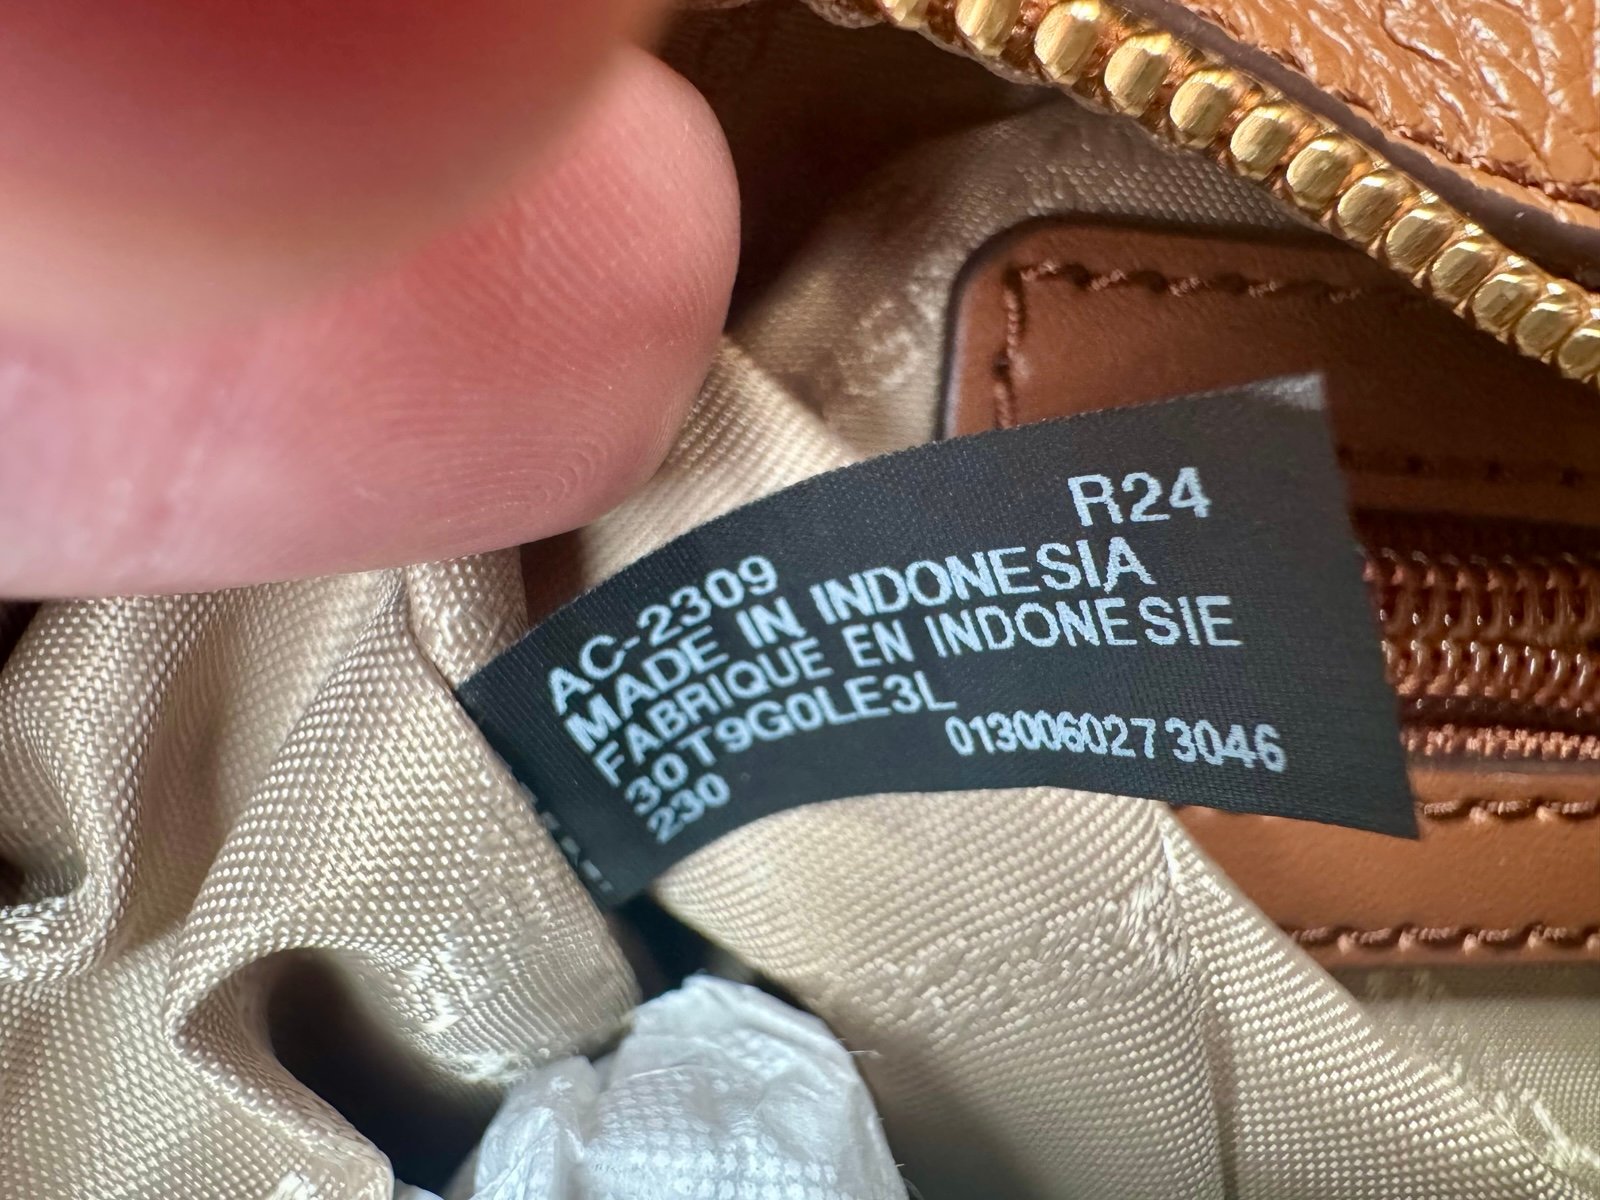 R24
AC-2309
MADE IN INDONESIA
FABRIQUE EN INDONESIE
30T9G0LE3L
0130060273046
230